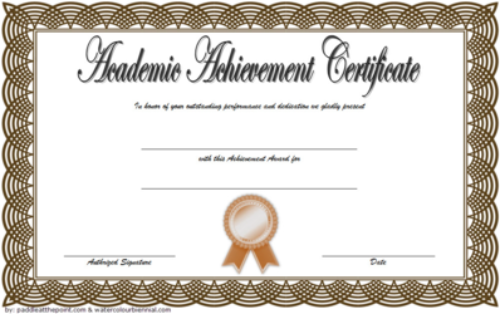 Academic Achievement Certificate
In honor of your outstanding performance and dedication we gladly present
with this Achievement Award for
Authorized Signature
Date
by: paddleatthepoint.com & watercolourbiennial.com